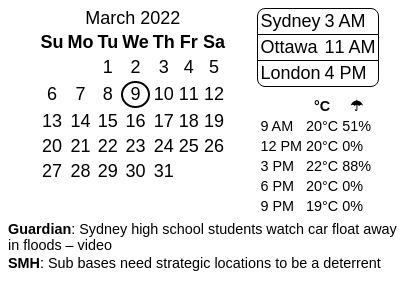 March 2022
Su Mo Tu We Th Fr Sa
1 2 3 4 5
6 7 8 9 10 11 12
13 14 15 16 17 18 19
20 21 22 23 24 25 26
27 28 29 30 31
Sydney 3 AM
Ottawa 11 AM
London 4 PM
°C ☂
9 AM 20°C 51%
12 PM 20°C 0%
3 PM 22°C 88%
6 PM 20°C 0%
9 PM 19°C 0%
Guardian: Sydney high school students watch car float away
in floods – video
SMH: Sub bases need strategic locations to be a deterrent